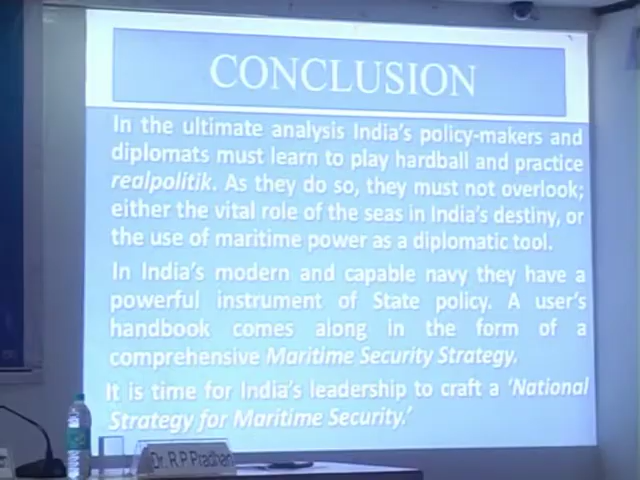 CONCLUSION
In the ultimate analysis India's policy-makers and
diplomats must learn to play hardball and practice
realpolitik. As they do so, they must not overlook;
either the vital role of the seas in India's destiny, or
the use of maritime power as a diplomatic tool.
In India's modern and capable navy they have a
powerful instrument of State policy. A user's
handbook comes along in the form of a
comprehensive Maritime Security Strategy.
It is time for India's leadership to craft a 'National
Strategy for Maritime Security.'
Dr. R.P.Pradhan